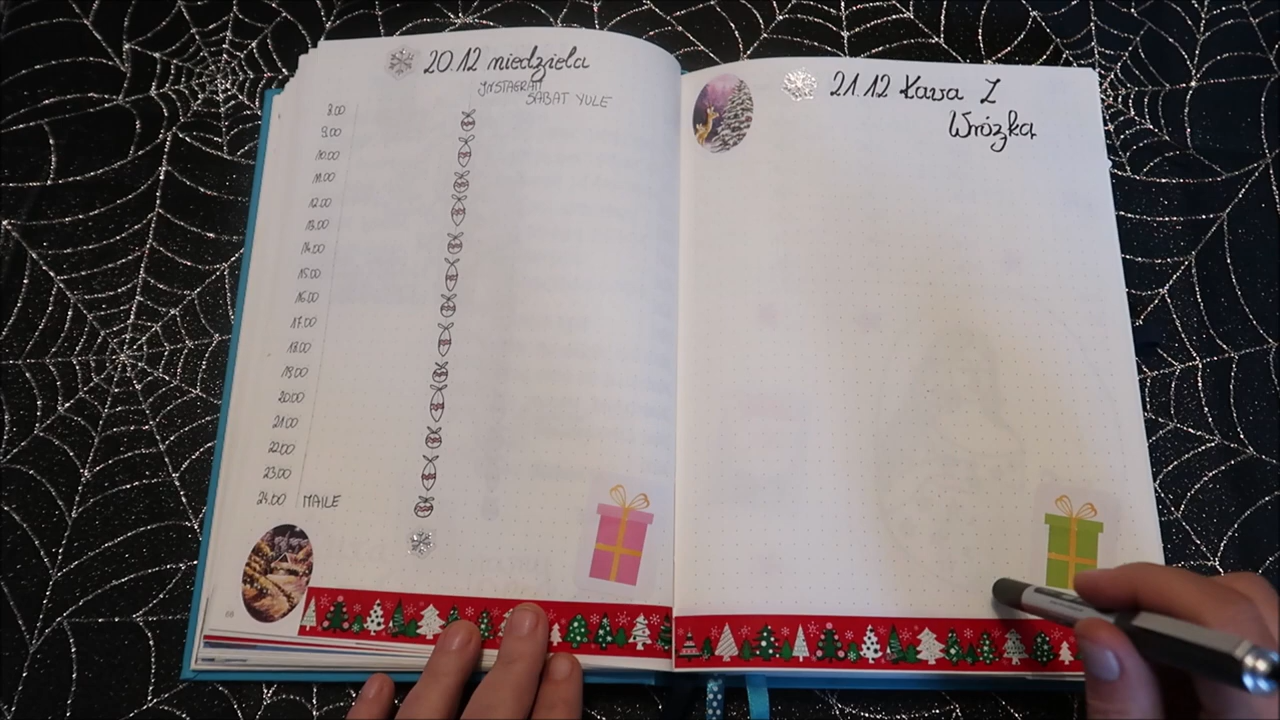 20.12 niedziela
INSTAGRAM
SABAT YULE
8.00
9.00
10.00
11.00
12.00
13.00
14.00
15.00
16.00
17.00
18.00
19.00
20.00
21.00
22.00
23.00
24.00 MAILE
21.12 Kawa Z
Wróżka